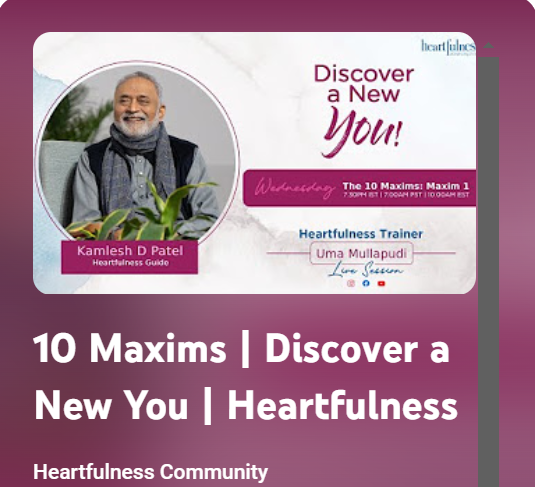 heartfulness
Discover
a New
You!
Wednesday The 10 Maxims: Maxim 1
7:30PM IST | 7:00AM PST | 10:00AM EST
Kamlesh D Patel
Heartfulness Guide
Heartfulness Trainer
Uma Mullapudi
Live Session
10 Maxims | Discover a
New You | Heartfulness
Heartfulness Community